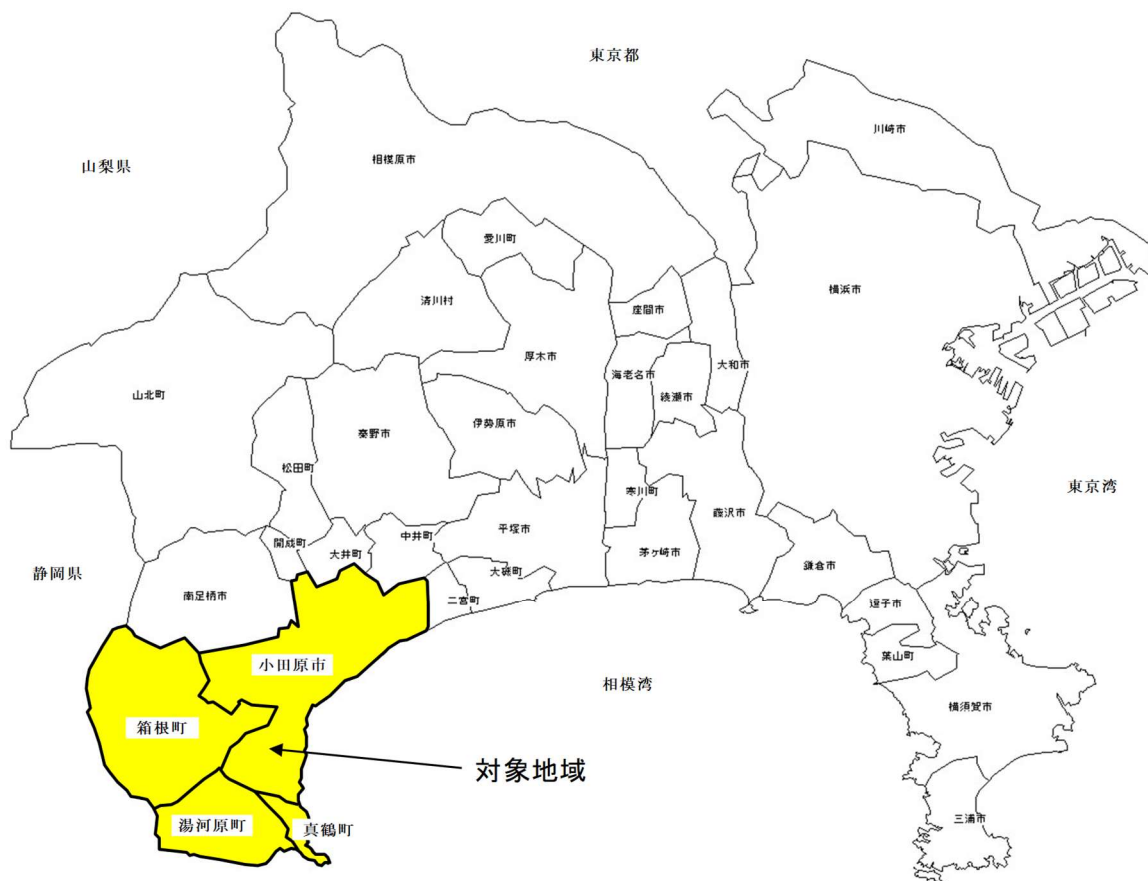 東京都
川崎市
山梨県
相模原市
愛川町
横浜市
清川村
座間市
厚木市
大和市
海老名市
山北町
綾瀬市
伊勢原市
秦野市
松田町
東京湾
寒川町
藤沢市
平塚市
中井町
開成町
大井町
茅ヶ崎市
鎌倉市
静岡県
大磯町
南足柄市
二宮町
逗子市
葉山町
小田原市
相模湾
横須賀市
箱根町
対象地域
三浦市
湯河原町
真鶴町